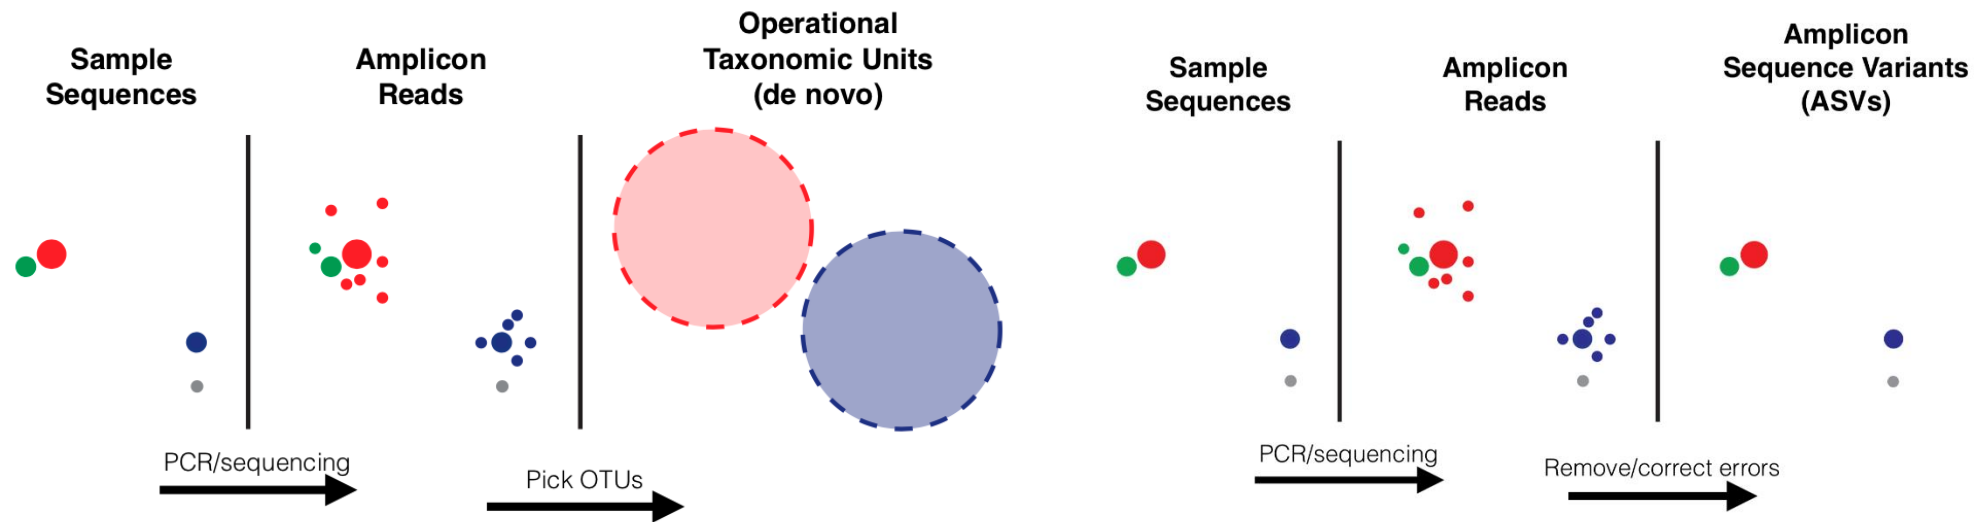 Sample
Sequences
Amplicon
Reads
Operational
Taxonomic Units
(de novo)
PCR/sequencing
Pick OTUs
Sample
Sequences
Amplicon
Reads
Amplicon
Sequence Variants
(ASVs)
PCR/sequencing
Remove/correct errors